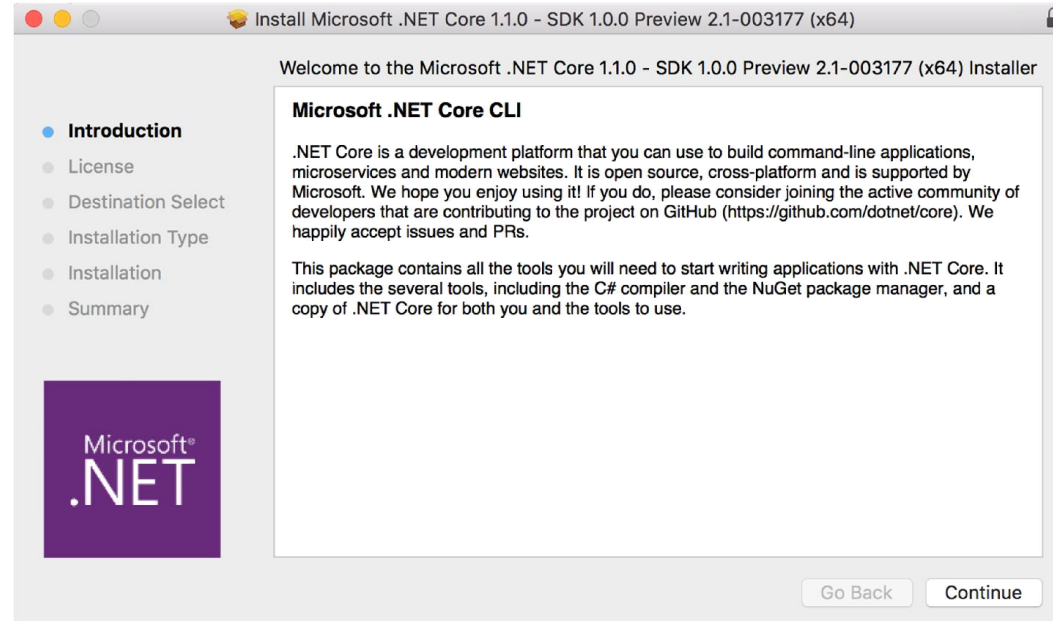 Install Microsoft .NET Core 1.1.0 - SDK 1.0.0 Preview 2.1-003177 (x64)
Welcome to the Microsoft .NET Core 1.1.0 - SDK 1.0.0 Preview 2.1-003177 (x64) Installer
Introduction
License
Destination Select
Installation Type
Installation
Summary
Microsoft®
.NET
Microsoft .NET Core CLI
.NET Core is a development platform that you can use to build command-line applications,
microservices and modern websites. It is open source, cross-platform and is supported by
Microsoft. We hope you enjoy using it! If you do, please consider joining the active community of
developers that are contributing to the project on GitHub (https://github.com/dotnet/core). We
happily accept issues and PRs.
This package contains all the tools you will need to start writing applications with .NET Core. It
includes the several tools, including the C# compiler and the NuGet package manager, and a
copy of .NET Core for both you and the tools to use.
Go Back
Continue